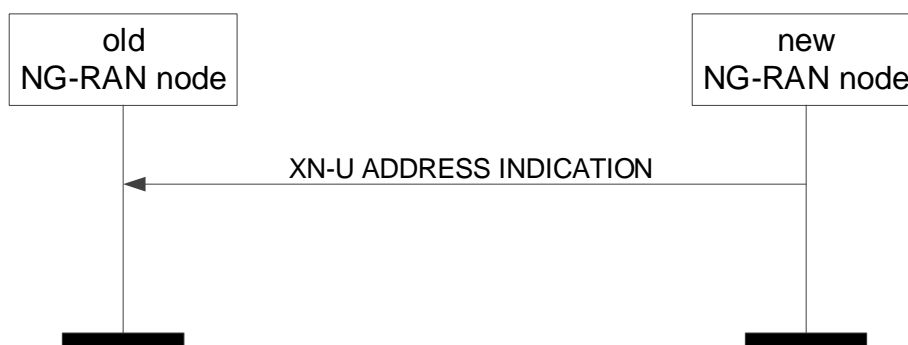 old
NG-RAN node
new
NG-RAN node
XN-U ADDRESS INDICATION